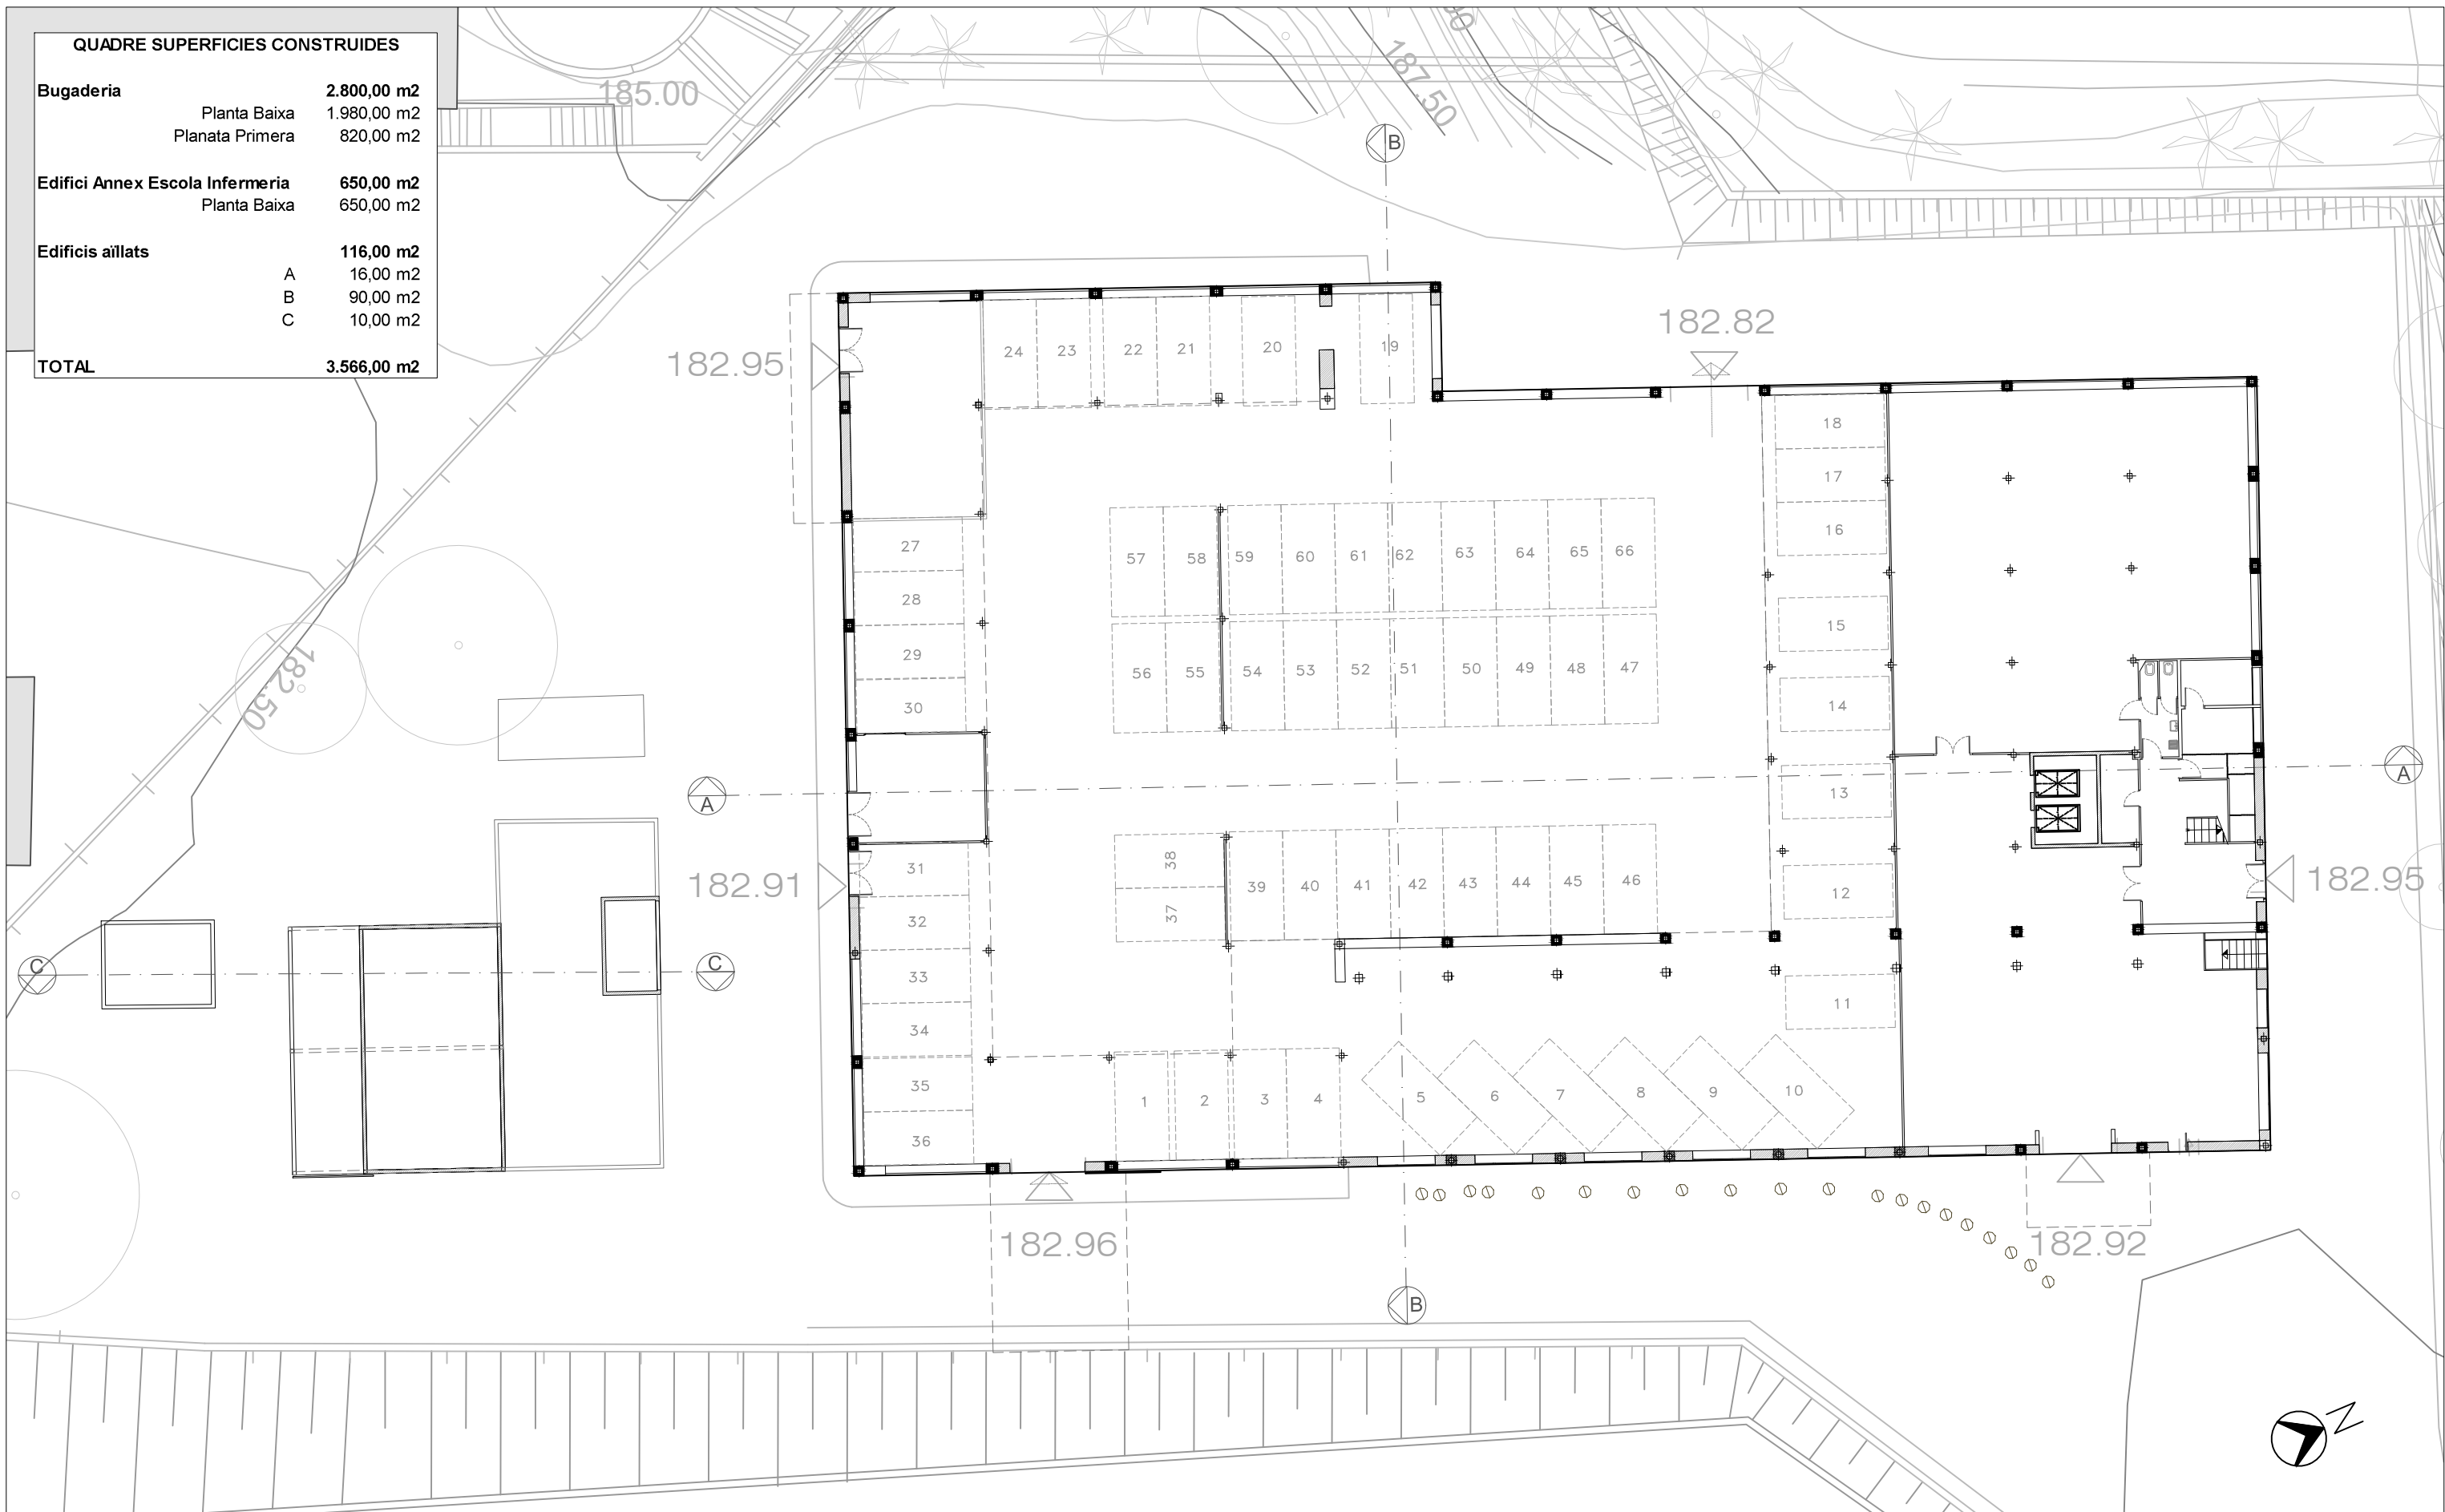 QUADRE SUPERFICIES CONSTRUIDES
Bugaderia 2.800,00 m2
Planta Baixa 1.980,00 m2
Planata Primera 820,00 m2
Edifici Annex Escola Infermeria 650,00 m2
Planta Baixa 650,00 m2
Edificis aïllats 116,00 m2
A 16,00 m2
B 90,00 m2
C 10,00 m2
TOTAL 3.566,00 m2
185.00
187.50
B
182.82
182.95
24 23 22 21 20 19
18
17
16
15
14
13
12
11
27
28
29
30
57 58 59 60 61 62 63 64 65 66
56 55 54 53 52 51 50 49 48 47
182.50
A
A
38
37
39 40 41 42 43 44 45 46
182.91
182.95
31
32
33
34
35
36
C
C
1 2 3 4 5 6 7 8 9 10
182.96
182.92
B
N